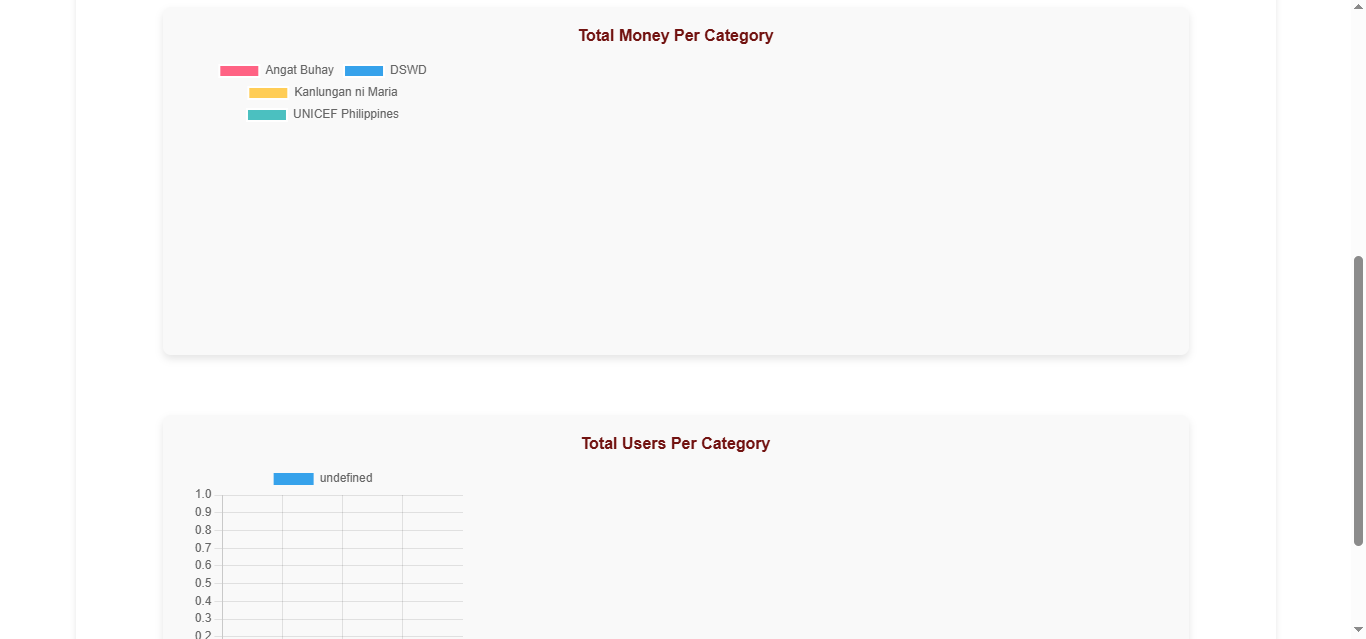 Total Money Per Category
Angat Buhay DSWD
Kanlungan ni Maria
UNICEF Philippines
Total Users Per Category
undefined
1.0
0.9
0.8
0.7
0.6
0.5
0.4
0.3
0.2